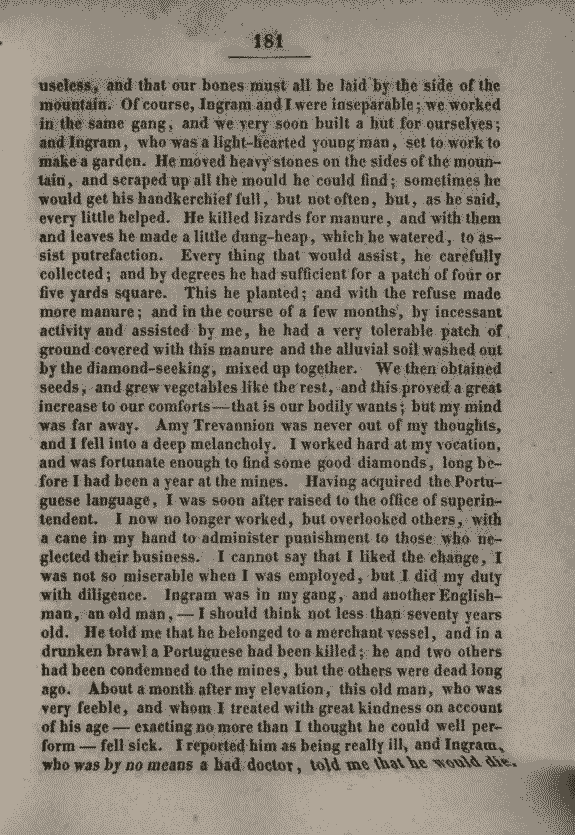 181
useless, and that our bones must all be laid by the side of the
mountain. Of course, Ingram and I were inseparable; we worked
in the same gang, and we very soon built a hut for ourselves;
and Ingram, who was a light-hearted young man, set to work to
make a garden. He moved heavy stones on the sides of the moun-
tain, and scraped up all the mould he could find; sometimes he
would get his handkerchief full, but not often, but, as he said,
every little helped. He killed lizards for manure, and with them
and leaves he made a little dung-heap, which he watered, to as-
sist putrefaction. Every thing that would assist, he carefully
collected; and by degrees he had sufficient for a patch of four or
five yards square. This he planted; and with the refuse made
more manure; and in the course of a few months, by incessant
activity and assisted by me, he had a very tolerable patch of
ground covered with this manure and the alluvial soil washed out
by the diamond-seeking, mixed up together. We then obtained
seeds, and grew vegetables like the rest, and this proved a great
increase to our comforts—that is our bodily wants; but my mind
was far away. Amy Trevannion was never out of my thoughts,
and I fell into a deep melancholy. I worked hard at my vocation,
and was fortunate enough to find some good diamonds, long be-
fore I had been a year at the mines. Having acquired the Portu-
guese language, I was soon after raised to the office of superin-
tendent. I now no longer worked, but overlooked others, with
a cane in my hand to administer punishment to those who ne-
glected their business. I cannot say that I liked the change, I
was not so miserable when I was employed, but I did my duty
with diligence. Ingram was in my gang, and another English-
man, an old man, — I should think not less than seventy years
old. He told me that he belonged to a merchant vessel, and in a
drunken brawl a Portuguese had been killed; he and two others
had been condemned to the mines, but the others were dead long
ago. About a month after my elevation, this old man, who was
very feeble, and whom I treated with great kindness on account
of his age — exacting no more than I thought he could well per-
form — fell sick. I reported him as being really ill, and Ingram,
who was by no means a bad doctor, told me that he would die.